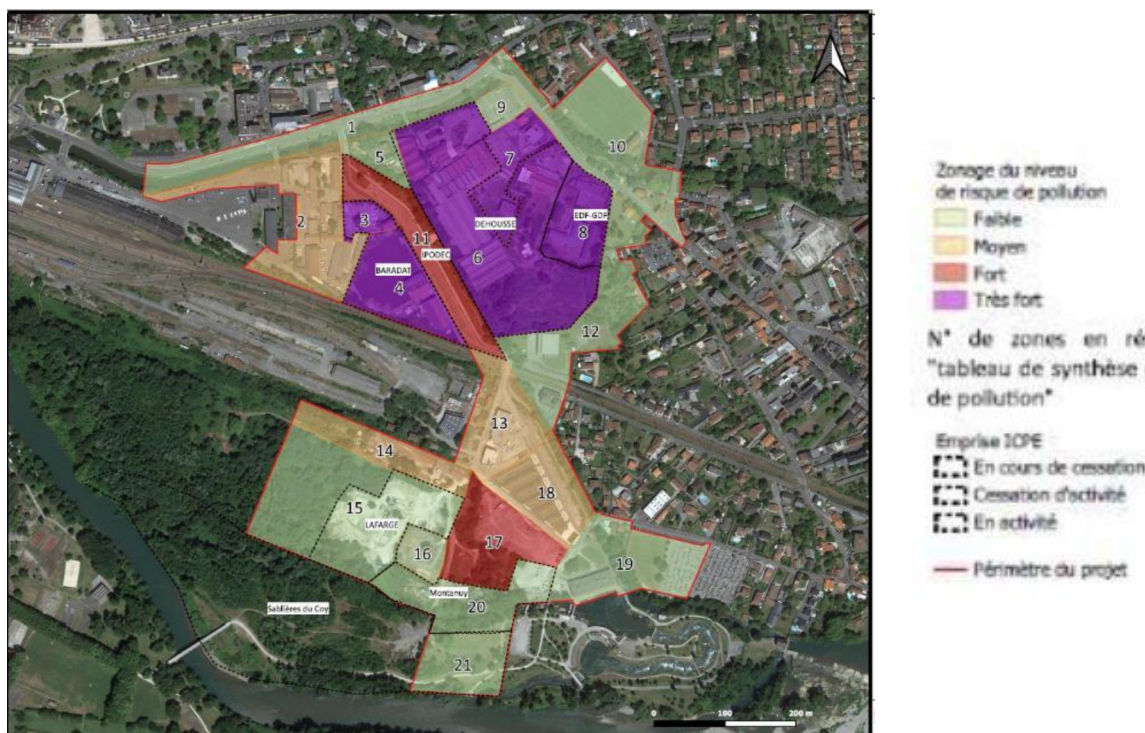 1
9
10
5
7
3
2
DEHOUSSE
EDF-GDF
8
11
IPODEC
6
BARADAT
4
12
13
14
15
18
LAFARGE
16
17
19
Montanuy
20
Sablières du Coy
21
0 100 200 m
Zonage du niveau
de risque de pollution
Faible
Moyen
Fort
Très fort
N° de zones en ré
"tableau de synthèse
de pollution"
Emprise ICPE
En cours de cessation
Cessation d'activité
En activité
Périmètre du projet